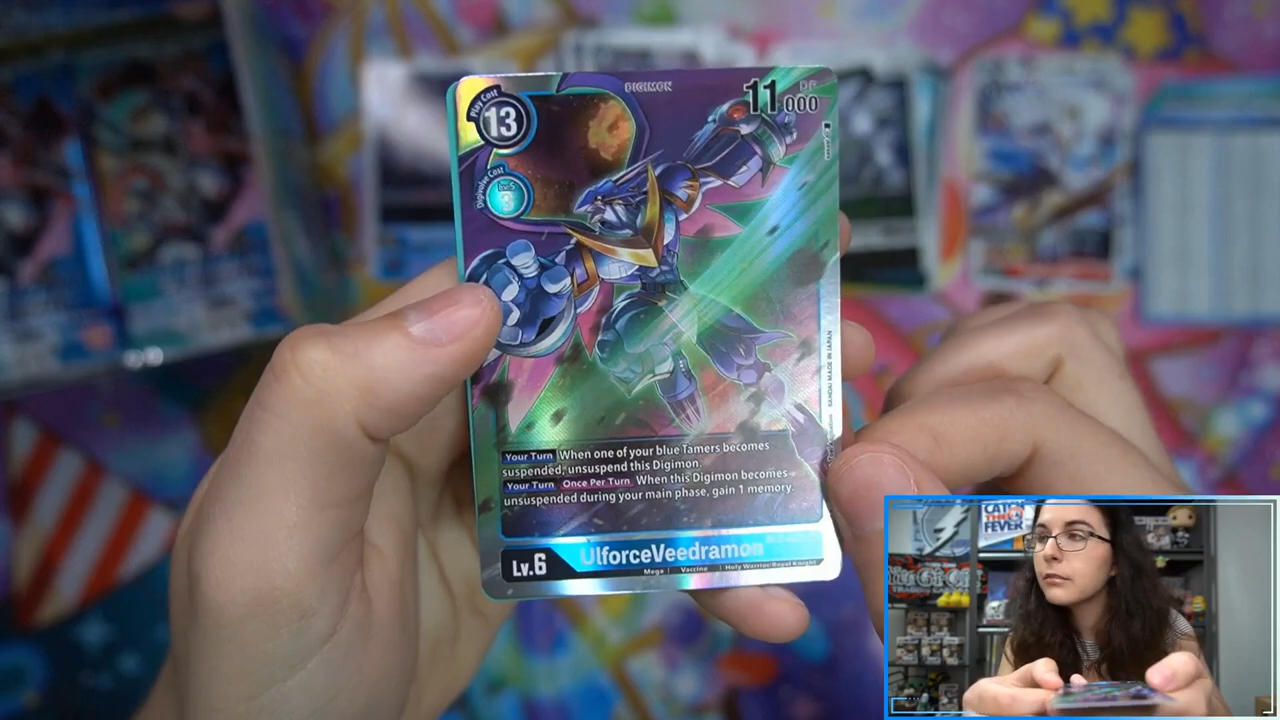 DIGIMON
Play Cost
13
11000
DP
Digivolve Cost
Lv.5
3
BANDAI MADE IN JAPAN
Your Turn When one of your blue Tamers becomes
suspended, unsuspend this Digimon.
Your Turn Once Per Turn When this Digimon becomes
unsuspended during your main phase, gain 1 memory.
Lv.6
UlforceVeedramon
Mega | Vaccine | Holy Warrior/Royal Knight
CATCH
THE
FEVER